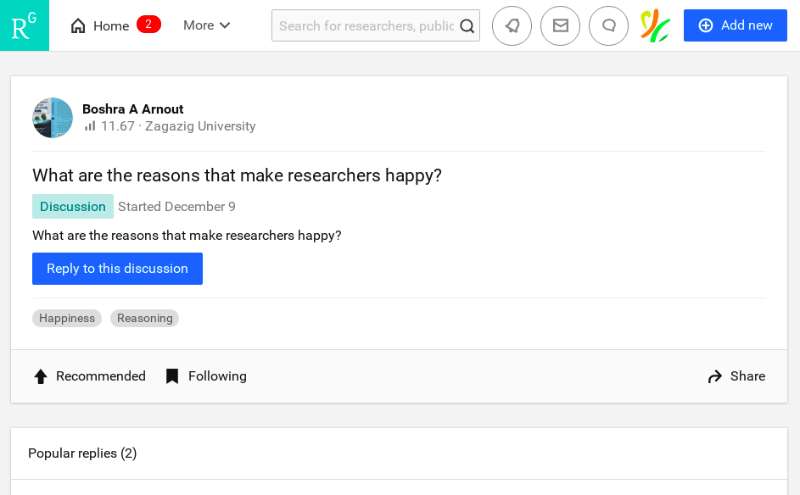 RG
Home 2 More Search for researchers, public Add new
Boshra A Arnout
11.67 · Zagazig University
What are the reasons that make researchers happy?
Discussion Started December 9
What are the reasons that make researchers happy?
Reply to this discussion
Happiness Reasoning
Recommended Following Share
Popular replies (2)